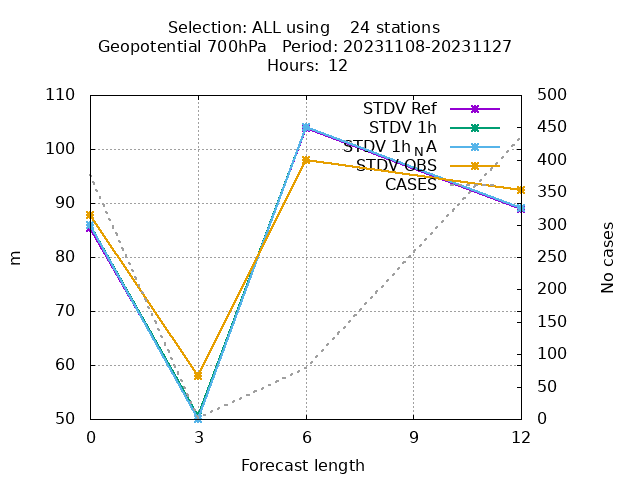 Selection: ALL using    24 stations
Geopotential 700hPa   Period: 20231108-20231127
Hours:  12
110
100
90
80
70
60
50
500
450
400
350
300
250
200
150
100
50
0
STDV Ref
STDV 1h
STDV 1h_NA
STDV OBS
CASES
m
No cases
0 3 6 9 12
Forecast length